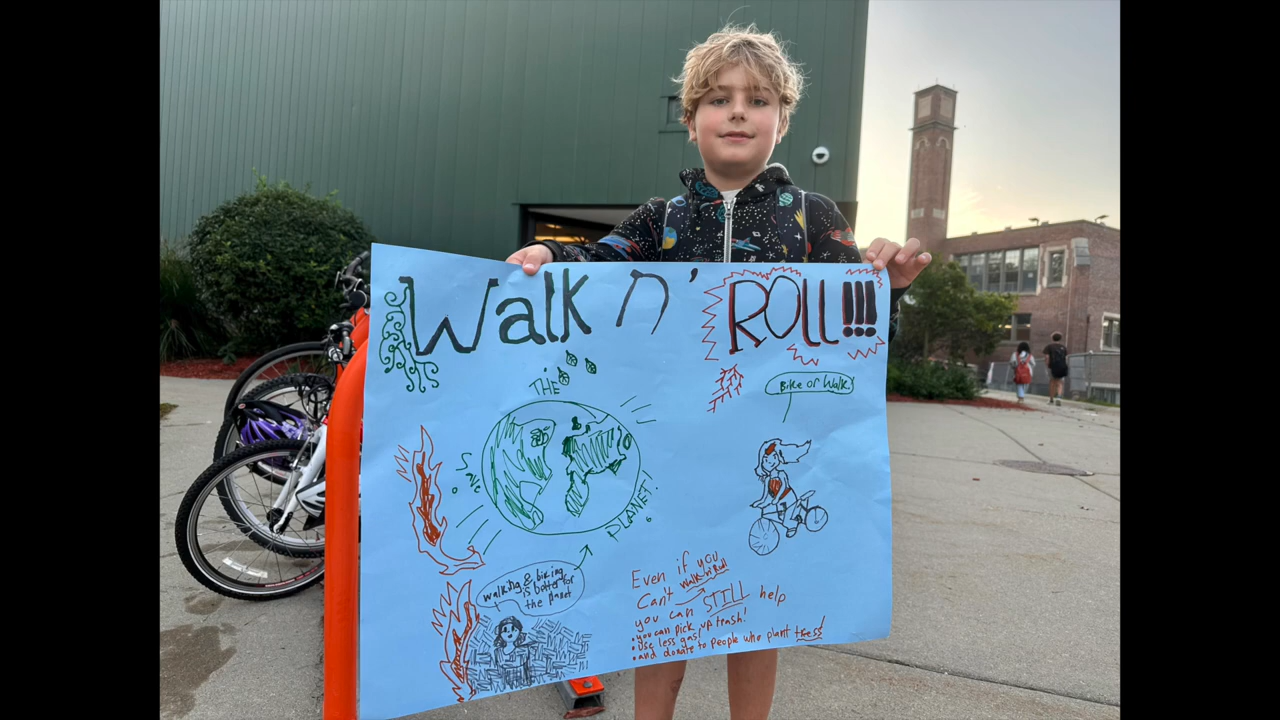 Walk n' ROLL!!!
Bike or Walk
THE
Save
PLANET!
walking & biking
is better for
the planet
Even if you
Can't walk n' Roll
you can STILL help
• you can pick up trash!
• Use less gas!
• and donate to people who plant trees!